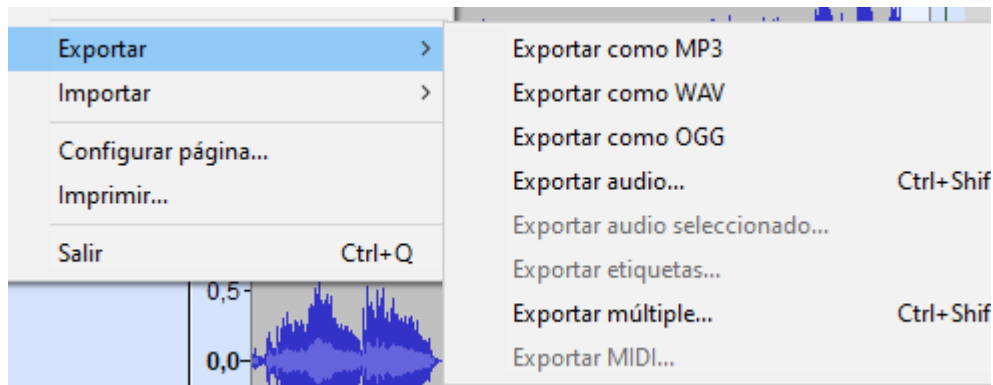 Exportar >
Importar >
Configurar página...
Imprimir...
Salir Ctrl+Q
0,5-
0,0-
Exportar como MP3
Exportar como WAV
Exportar como OGG
Exportar audio... Ctrl+Shif
Exportar audio seleccionado...
Exportar etiquetas...
Exportar múltiple... Ctrl+Shif
Exportar MIDI...